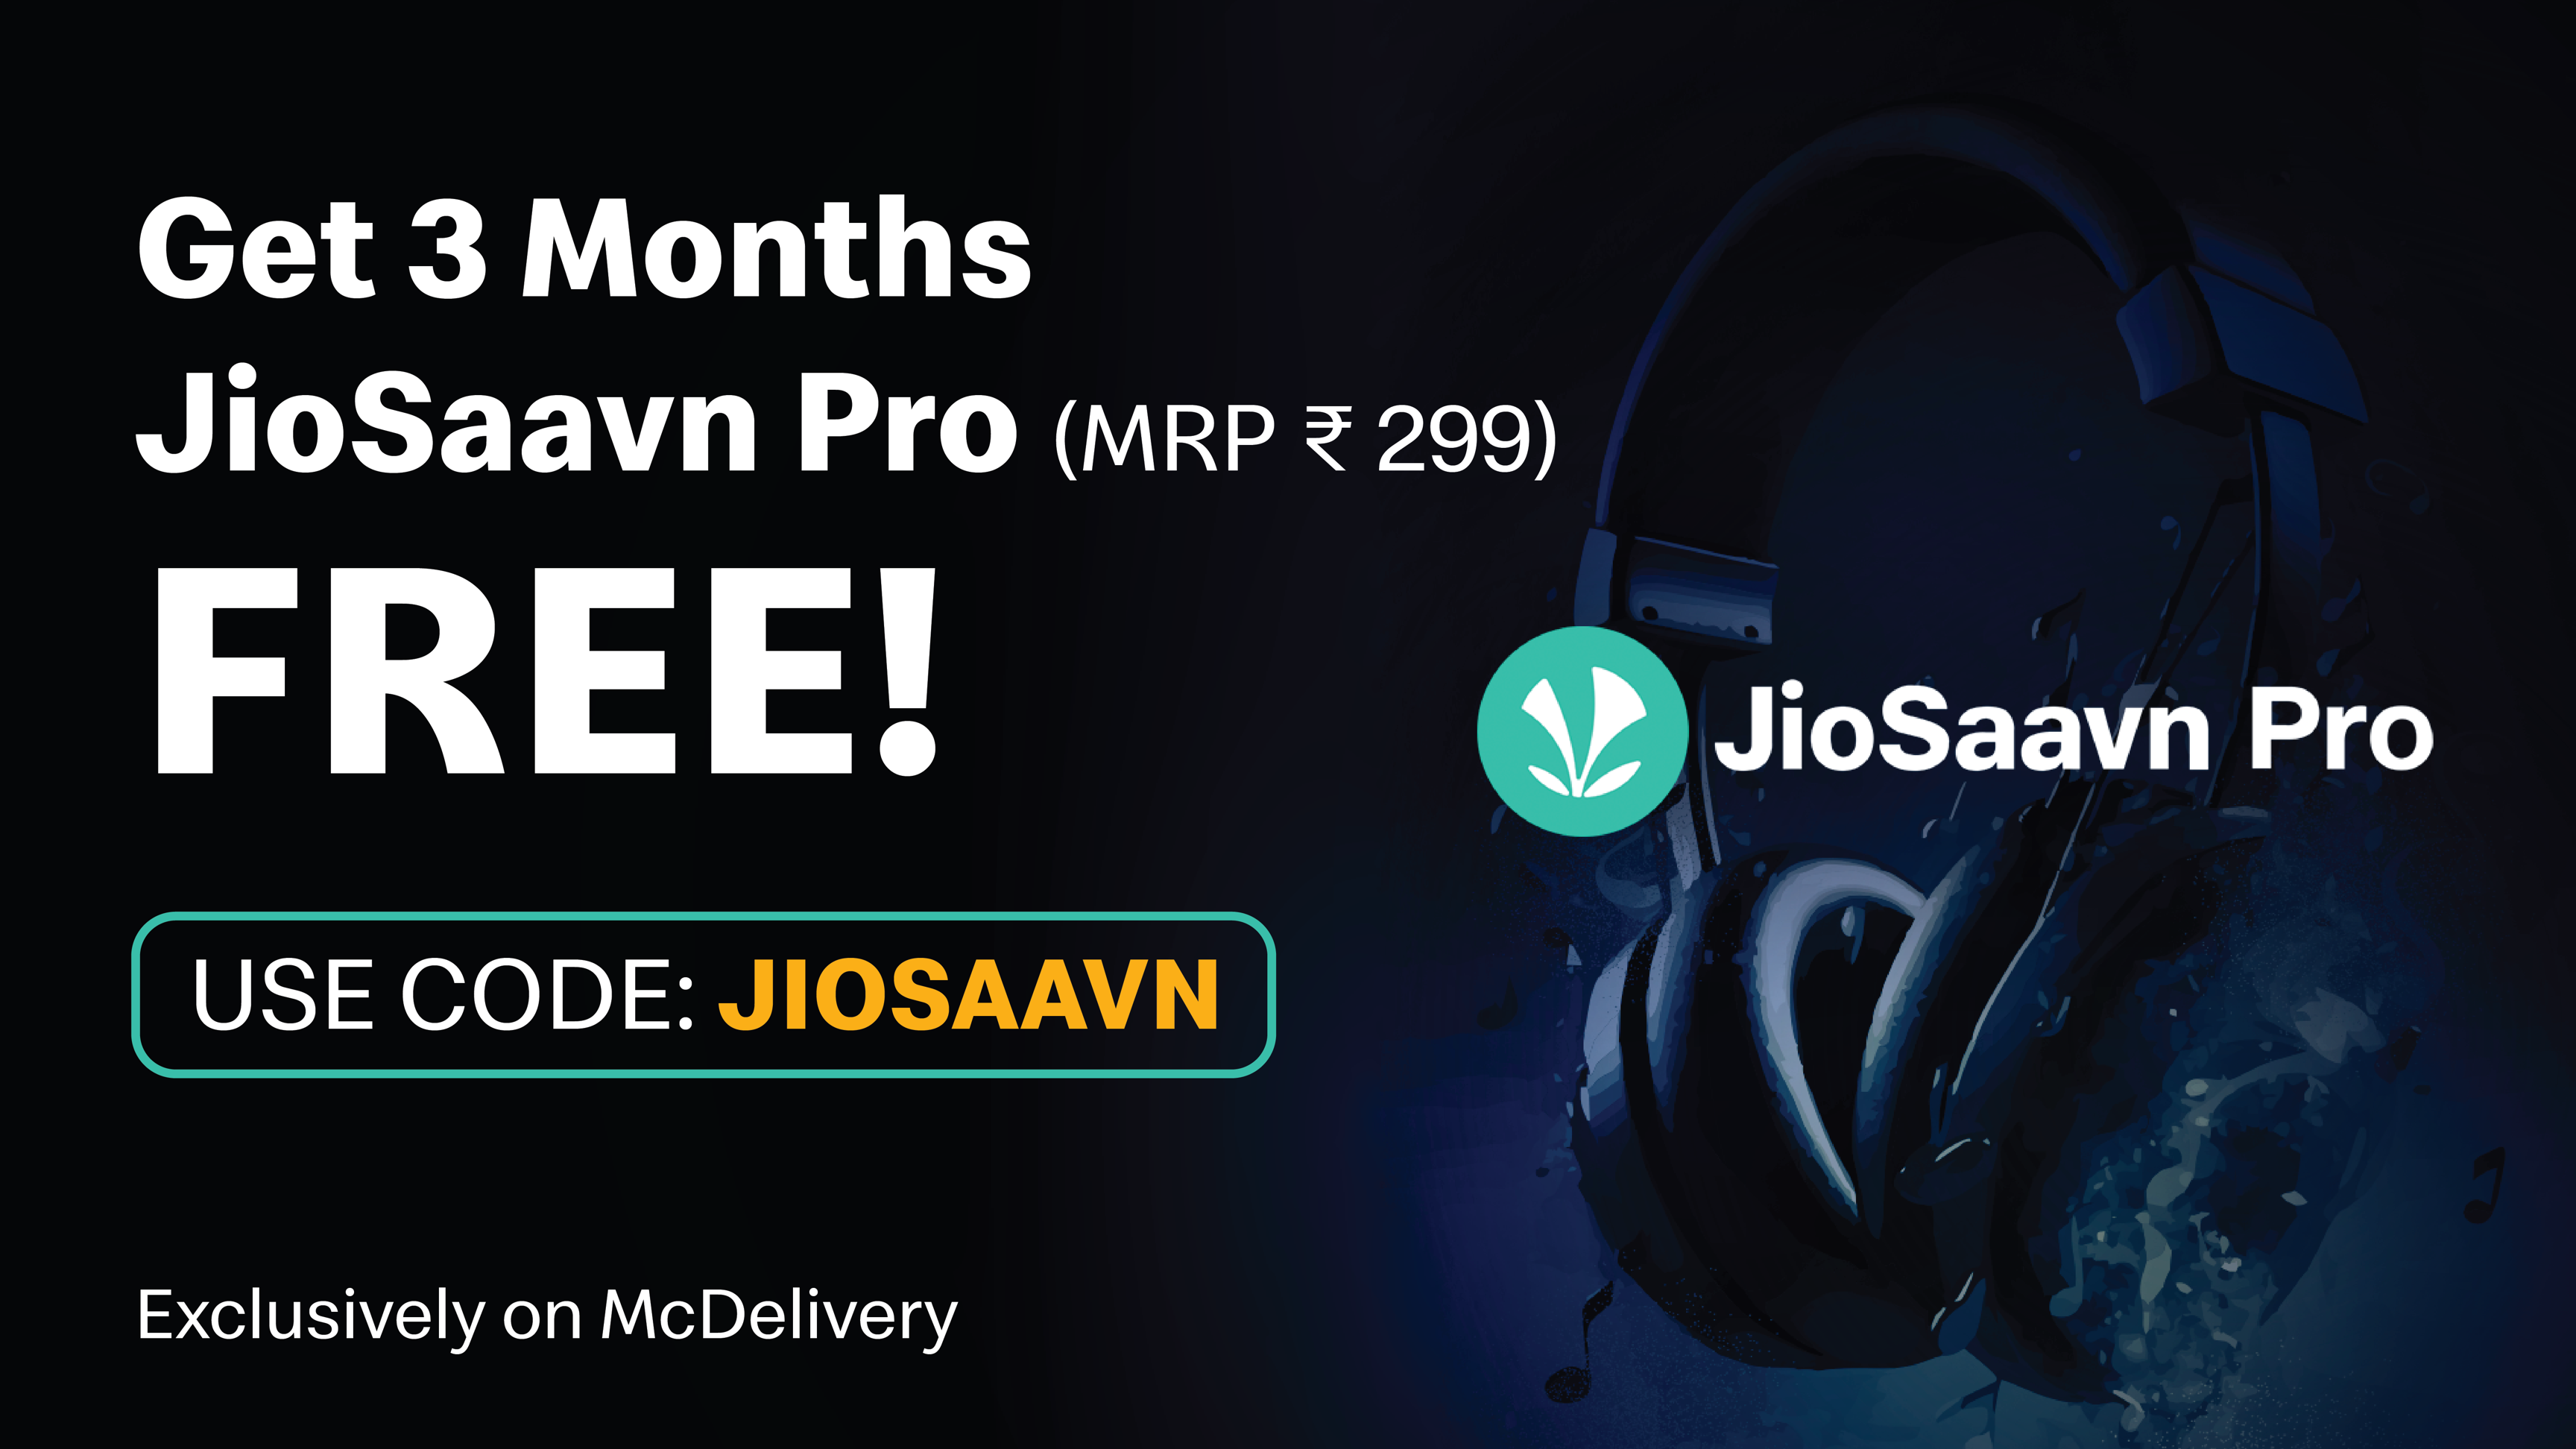 Get 3 Months
JioSaavn Pro (MRP ₹ 299)
FREE!
JioSaavn Pro
USE CODE: JIOSAAVN
Exclusively on McDelivery